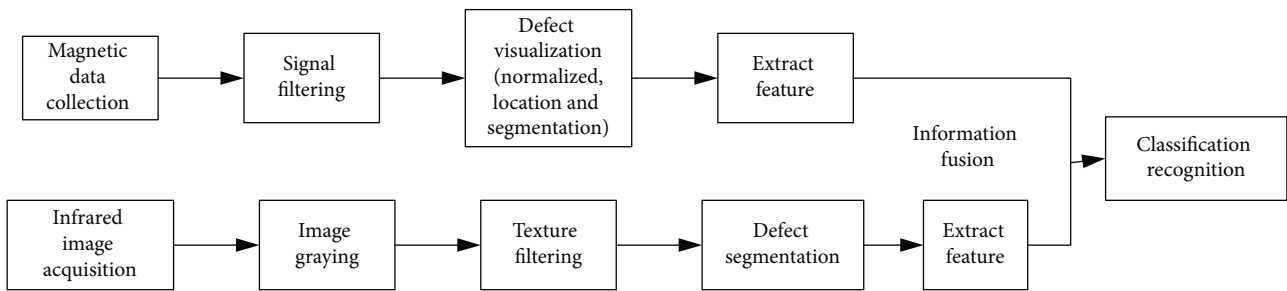 Magnetic
data
collection
Signal
filtering
Defect
visualization
(normalized,
location and
segmentation)
Extract
feature
Information
fusion
Classification
recognition
Infrared
image
acquisition
Image
graying
Texture
filtering
Defect
segmentation
Extract
feature